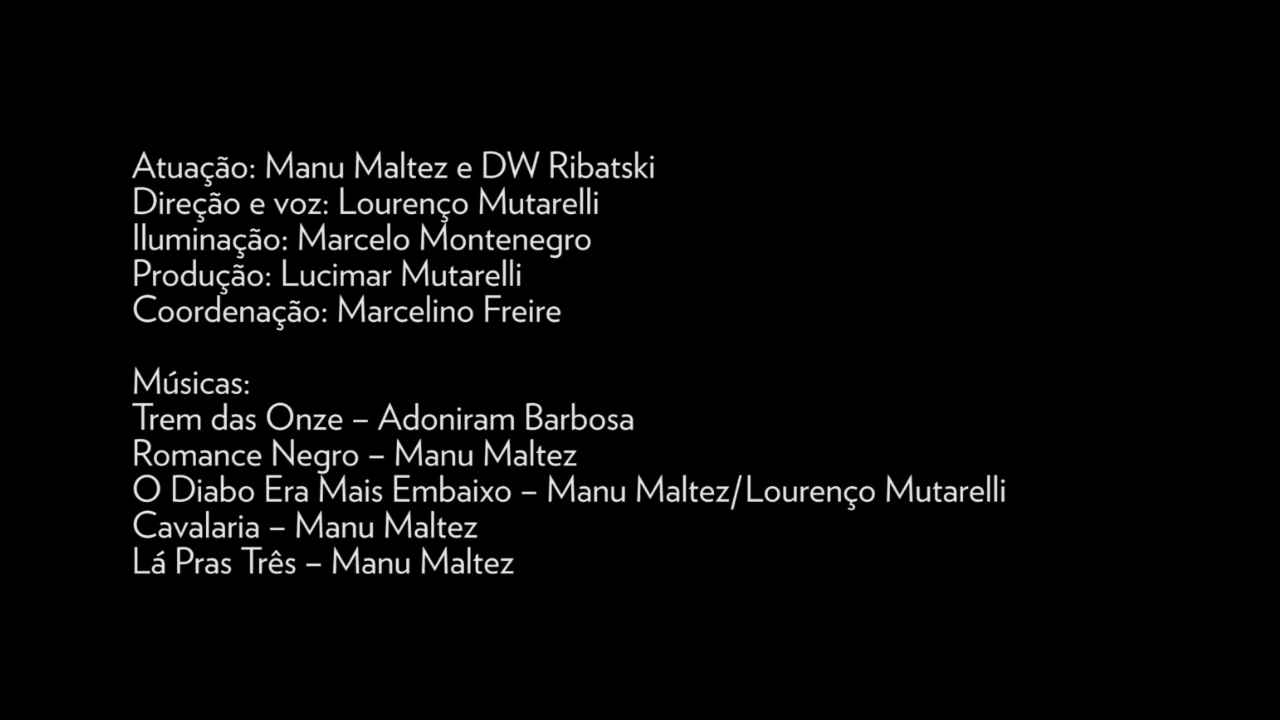 Atuação: Manu Maltez e DW Ribatski
Direção e voz: Lourenço Mutarelli
Iluminação: Marcelo Montenegro
Produção: Lucimar Mutarelli
Coordenação: Marcelino Freire
Músicas:
Trem das Onze – Adoniram Barbosa
Romance Negro – Manu Maltez
O Diabo Era Mais Embaixo – Manu Maltez/Lourenço Mutarelli
Cavalaria – Manu Maltez
Lá Pras Três – Manu Maltez